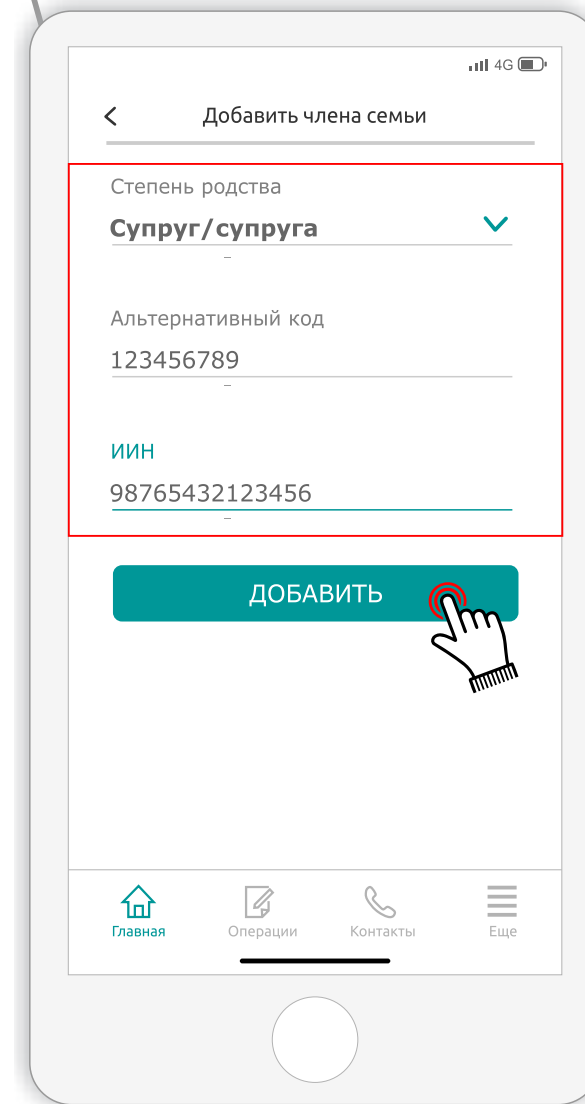 4G
Добавить члена семьи
Степень родства
Супруг/супруга
Альтернативный код
123456789
ИИН
98765432123456
ДОБАВИТЬ
Главная Операции Контакты Еще